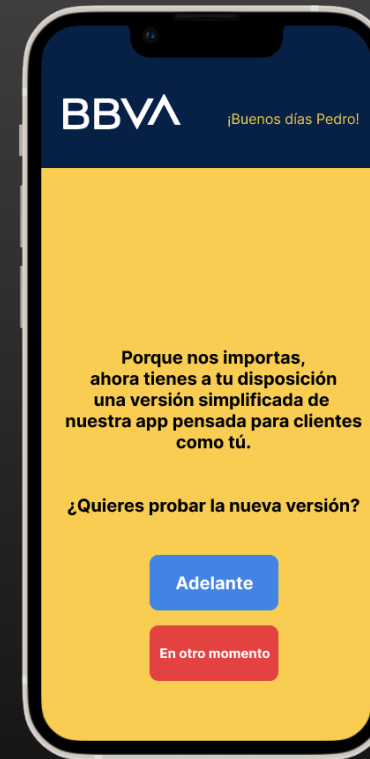 BBVA
¡Buenos días Pedro!
Porque nos importas,
ahora tienes a tu disposición
una versión simplificada de
nuestra app pensada para clientes
como tú.
¿Quieres probar la nueva versión?
Adelante
En otro momento